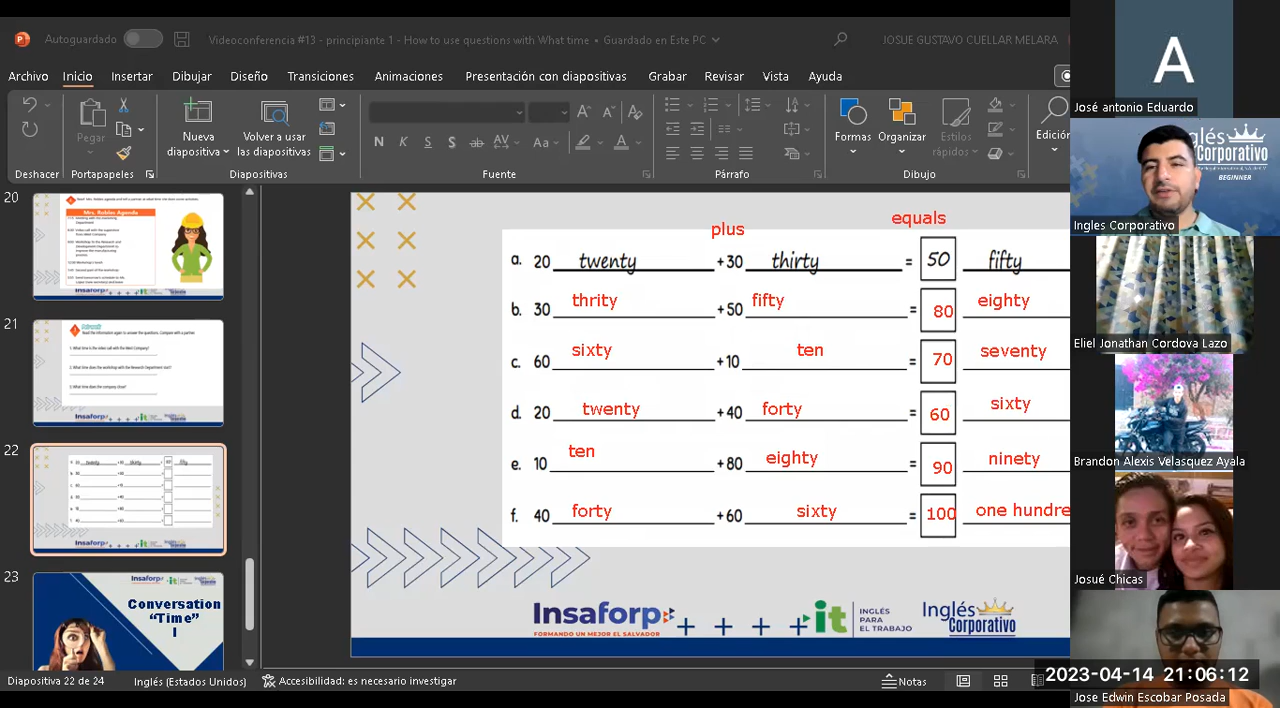 Autoguardado
Videoconferencia #13 - principiante 1 - How to use questions with What time • Guardado en Este PC
JOSUE GUSTAVO CUELLAR MELARA
Archivo Inicio Insertar Dibujar Diseño Transiciones Animaciones Presentación con diapositivas Grabar Revisar Vista Ayuda
Pegar
Nueva diapositiva
Volver a usar las diapositivas
N K S S ab AV Aa A
Formas Organizar Estilos rápidos Edición
Deshacer Portapapeles Diapositivas Fuente Párrafo Dibujo
20
Mrs. Robles Agenda
21
22
23
Conversation
"Time"
I
plus equals
a. 20 twenty +30 thirty = 50 fifty
b. 30 thrity +50 fifty = 80 eighty
c. 60 sixty +10 ten = 70 seventy
d. 20 twenty +40 forty = 60 sixty
e. 10 ten +80 eighty = 90 ninety
f. 40 forty +60 sixty = 100 one hundre
Insaforp
FORMANDO UN MEJOR EL SALVADOR
+ + + +
it
INGLÉS
PARA
EL TRABAJO
Inglés
Corporativo
Diapositiva 22 de 24 Inglés (Estados Unidos) Accesibilidad: es necesario investigar Notas
A
José antonio Eduardo
nglés
Corporativo
BEGINNER
Ingles Corporativo
Eliel Jonathan Cordova Lazo
Brandon Alexis Velasquez Ayala
Josué Chicas
2023-04-14 21:06:12
Jose Edwin Escobar Posada